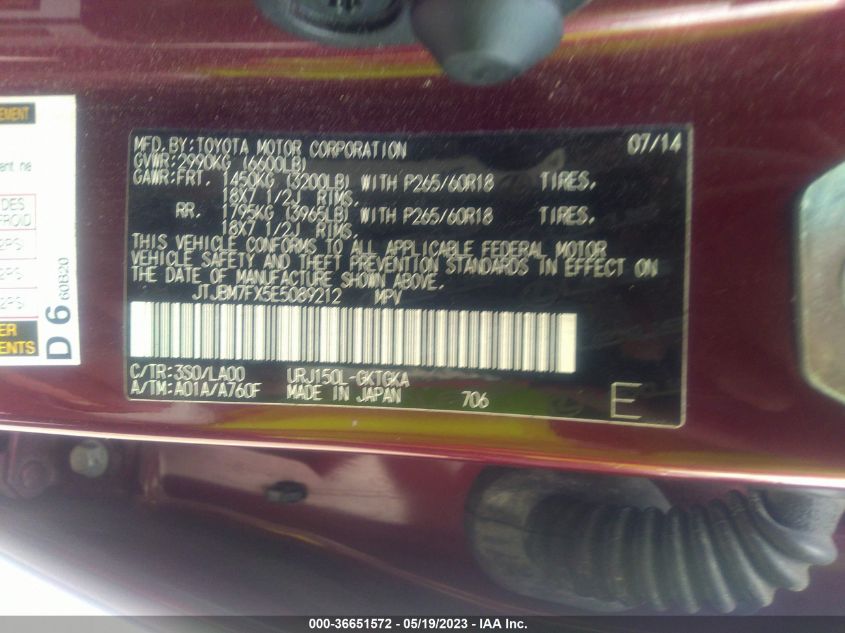 MFD.BY:TOYOTA MOTOR CORPORATION 07/14
GVWR:2990KG (6600LB)
GAWR:FRT. 1450KG (3200LB) WITH P265/60R18 TIRES,
18X7 1/2J RIMS,
RR. 1795KG (3965LB) WITH P265/60R18 TIRES,
18X7 1/2J RIMS,
THIS VEHICLE CONFORMS TO ALL APPLICABLE FEDERAL MOTOR
VEHICLE SAFETY AND THEFT PREVENTION STANDARDS IN EFFECT ON
THE DATE OF MANUFACTURE SHOWN ABOVE.
JTJBM7FX5E5089212 MPV
C/TR:3S0/LA00 URJ150L-GKTGKA
A/TM:A01A/A760F MADE IN JAPAN 706
E
D 6 60B20
000-36651572 - 05/19/2023 - IAA Inc.